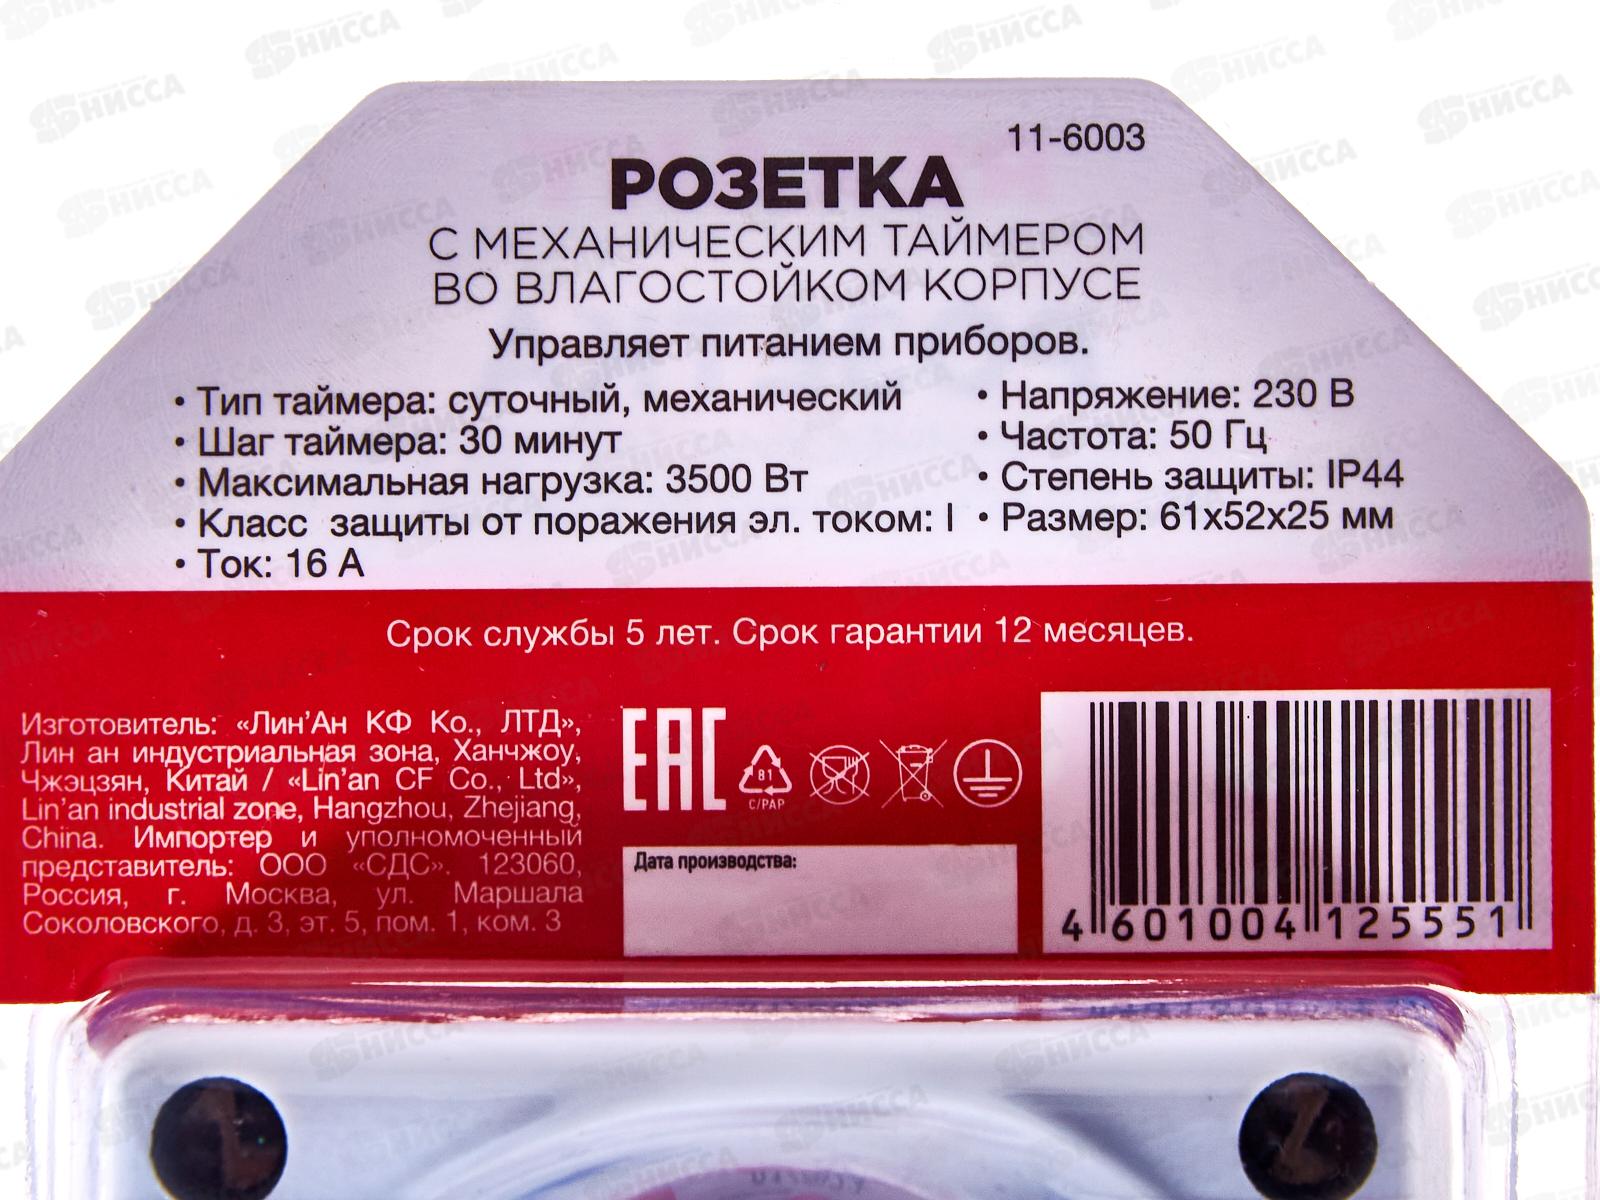 11-6003
РОЗЕТКА
С МЕХАНИЧЕСКИМ ТАЙМЕРОМ
ВО ВЛАГОСТОЙКОМ КОРПУСЕ
Управляет питанием приборов.
• Тип таймера: суточный, механический
• Шаг таймера: 30 минут
• Максимальная нагрузка: 3500 Вт
• Класс защиты от поражения эл. током: I
• Ток: 16 А
• Напряжение: 230 В
• Частота: 50 Гц
• Степень защиты: IP44
• Размер: 61x52x25 мм
Срок службы 5 лет. Срок гарантии 12 месяцев.
Изготовитель: «Лин’Ан КФ Ко., ЛТД»,
Лин ан индустриальная зона, Ханчжоу,
Чжэцзян, Китай / «Lin’an CF Co., Ltd»,
Lin’an industrial zone, Hangzhou, Zhejiang,
China. Импортер и уполномоченный
представитель: ООО «СДС». 123060,
Россия, г. Москва, ул. Маршала
Соколовского, д. 3, эт. 5, пом. 1, ком. 3
EAC
81
C/PAP
Дата производства:
4 601004 125551
НИССА